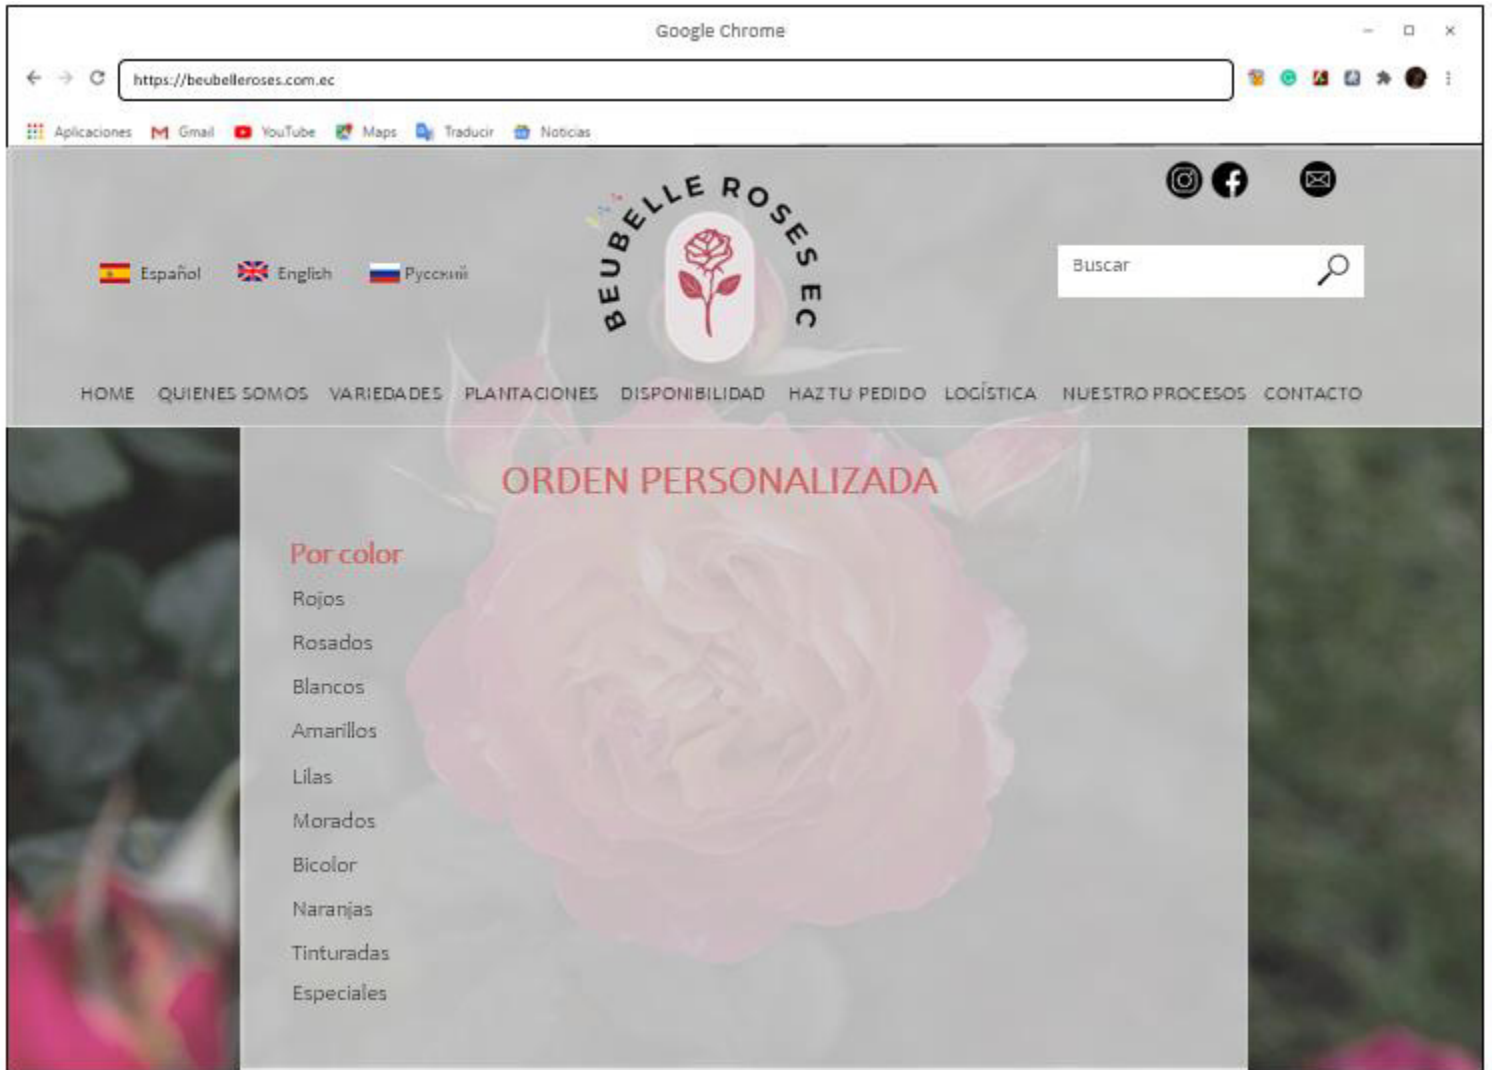 Google Chrome
https://beubelleroses.com.ec
Aplicaciones Gmail YouTube Maps Traducir Noticias
BEUBELLE ROSES EC
Español English Русский
Buscar
HOME QUIENES SOMOS VARIEDADES PLANTACIONES DISPONIBILIDAD HAZ TU PEDIDO LOGÍSTICA NUESTRO PROCESOS CONTACTO
ORDEN PERSONALIZADA
Por color
Rojos
Rosados
Blancos
Amarillos
Lilas
Morados
Bicolor
Naranjas
Tinturadas
Especiales